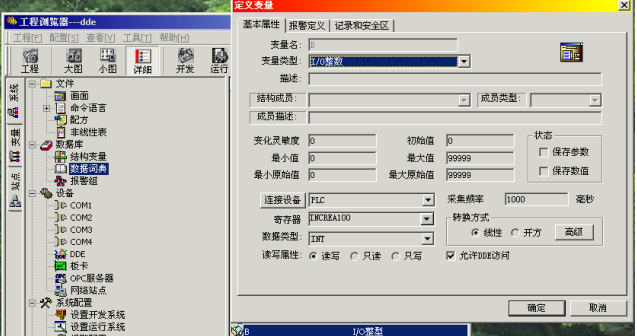 工程浏览器---dde
工程[F] 配置[S] 查看[V] 工具[T] 帮助[H]
工程 大图 小图 详细 开发 运行
系统
变量
站点
文件
画面
命令语言
配方
非线性表
数据库
结构变量
数据词典
报警组
设备
COM1
COM2
COM3
COM4
DDE
板卡
OPC服务器
网络站点
系统配置
设置开发系统
设置运行系统
定义变量
基本属性 报警定义 记录和安全区
变量名: B
变量类型: I/O整数
描述:
结构成员: 成员类型:
成员描述:
变化灵敏度 0 初始值 0 状态
最小值 0 最大值 99999 保存参数
最小原始值 0 最大原始值 99999 保存数值
连接设备 PLC 采集频率 1000 毫秒
寄存器 INCREA100 转换方式
数据类型: INT 线性 开方 高级
读写属性: 读写 只读 只写 允许DDE访问
确定 取消
B I/O整型